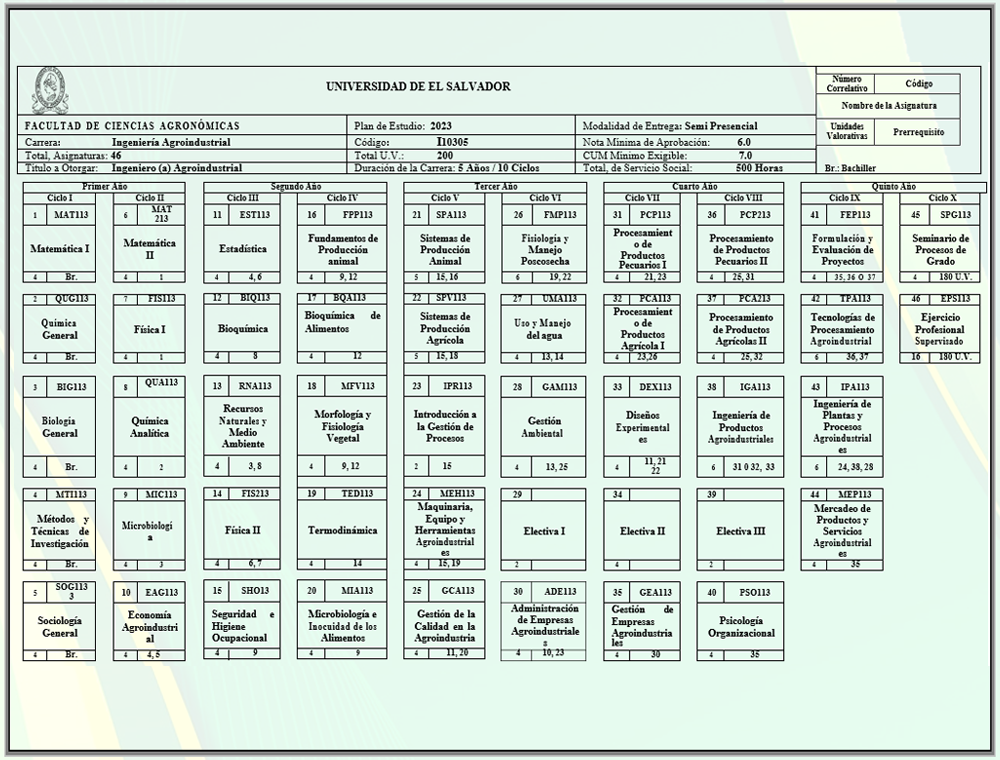 UNIVERSIDAD DE EL SALVADOR
Número Correlativo Código
Nombre de la Asignatura
Unidades Valorativas Prerrequisito
Br.: Bachiller
FACULTAD DE CIENCIAS AGRONÓMICAS Plan de Estudio: 2023 Modalidad de Entrega: Semi Presencial
Carrera: Ingeniería Agroindustrial Código: I10305 Nota Mínima de Aprobación: 6.0
Total, Asignaturas: 46 Total U.V.: 200 CUM Mínimo Exigible: 7.0
Título a Otorgar: Ingeniero (a) Agroindustrial Duración de la Carrera: 5 Años / 10 Ciclos Total, de Servicio Social: 500 Horas
Primer Año Segundo Año Tercer Año Cuarto Año Quinto Año
Ciclo I Ciclo II Ciclo III Ciclo IV Ciclo V Ciclo VI Ciclo VII Ciclo VIII Ciclo IX Ciclo X
1 MAT113
Matemática I
4 Br.
6 MAT 213
Matemática II
4 1
11 EST113
Estadística
4 4, 6
16 FPP113
Fundamentos de
Producción
animal
4 9, 12
21 SPA113
Sistemas de
Producción
Animal
5 15, 16
26 FMP113
Fisiología y
Manejo
Poscosecha
6 19, 22
31 PCP113
Procesamient
o de
Productos
Pecuarios I
4 21, 23
36 PCP213
Procesamiento
de Productos
Pecuarios II
4 25, 31
41 FEP113
Formulación y
Evaluación de
Proyectos
4 35, 36 O 37
45 SPG113
Seminario de
Procesos de
Grado
4 180 U.V.
2 QUG113
Química
General
4 Br.
7 FIS113
Física I
4 1
12 BIQ113
Bioquímica
4 8
17 BQA113
Bioquímica de
Alimentos
4 12
22 SPV113
Sistemas de
Producción
Agrícola
5 15, 18
27 UMA113
Uso y Manejo
del agua
4 13, 14
32 PCA113
Procesamient
o de
Productos
Agrícola I
4 23,26
37 PCA213
Procesamiento
de Productos
Agrícolas II
4 25, 32
42 TPA113
Tecnologías de
Procesamiento
Agroindustrial
6 36,37
46 EPS113
Ejercicio
Profesional
Supervisado
16 180 U.V.
3 BIG113
Biología
General
4 Br.
8 QUA113
Química
Analítica
4 2
13 RNA113
Recursos
Naturales y
Medio
Ambiente
4 3, 8
18 MFV113
Morfología y
Fisiología
Vegetal
4 9, 12
23 IPR113
Introducción
a la Gestión de
Procesos
2 15
28 GAM113
Gestión
Ambiental
4 13, 25
33 DEX113
Diseños
Experimental
es
4 11, 21
22
38 IGA113
Ingeniería de
Productos
Agroindustriales
6 31 0 32, 33
43 IPA113
Ingeniería de
Plantas y
Procesos
Agroindustrial
es
6 24, 38, 28
4 MTI113
Métodos y
Técnicas de
Investigación
4 Br.
9 MIC113
Microbiologí
a
4 3
14 FIS213
Física II
4 6, 7
19 TED113
Termodinámica
4 14
24 MEH113
Maquinaria,
Equipo y
Herramientas
Agroindustrial
es
4 15, 19
29
Electiva I
2
34
Electiva II
4
39
Electiva III
2
44 MEP113
Mercadeo de
Productos y
Servicios
Agroindustrial
es
4 35
5 SOG113
3
Sociología
General
4 Br.
10 EAG113
Economía
Agroindustri
al
4 4, 5
15 SHO13
Seguridad e
Higiene
Ocupacional
4 9
20 MIA113
Microbiología e
Inocuidad de los
Alimentos
4 9
25 GCA113
Gestión de la
Calidad en la
Agroindustria
4 11, 20
30 ADE113
Administración
de Empresas
Agroindustriale
s
4 10, 23
35 GEA113
Gestión de
Empresas
Agroindustria
les
4 30
40 PSO113
Psicología
Organizacional
4 35